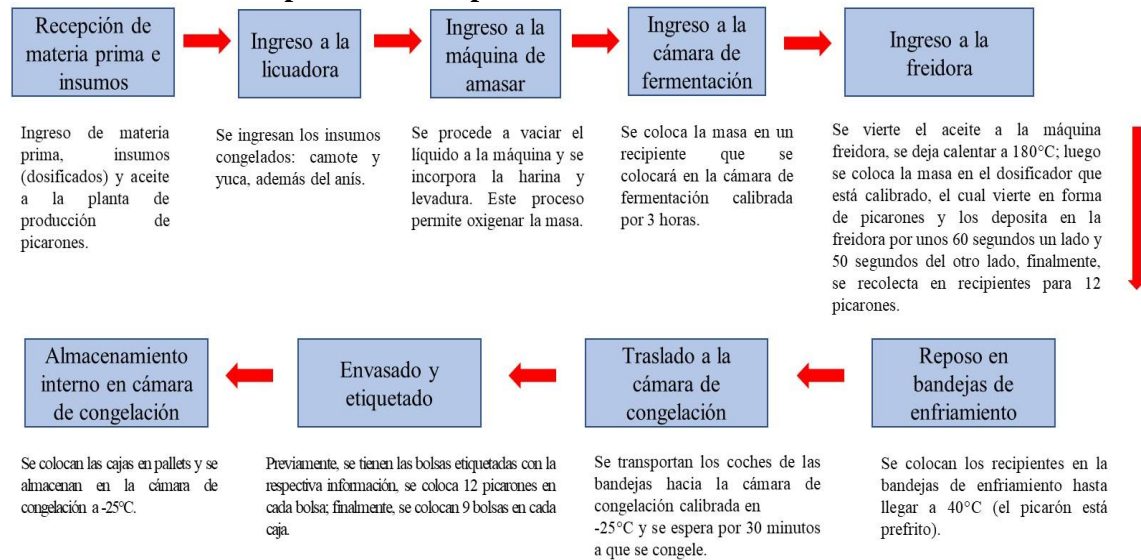 Recepción de
materia prima e
insumos
Ingreso a la
licuadora
Ingreso a la
máquina de
amasar
Ingreso a la
cámara de
fermentación
Ingreso a la
freidora
Ingreso de materia
prima, insumos
(dosificados) y aceite
a la planta de
producción de
picarones.
Se ingresan los insumos
congelados: camote y
yuca, además del anís.
Se procede a vaciar el
líquido a la máquina y se
incorpora la harina y
levadura. Este proceso
permite oxigenar la masa.
Se coloca la masa en un
recipiente que se
colocará en la cámara de
fermentación calibrada
por 3 horas.
Se vierte el aceite a la máquina
freidora, se deja calentar a 180°C; luego
se coloca la masa en el dosificador que
está calibrado, el cual vierte en forma
de picarones y los deposita en la
freidora por unos 60 segundos un lado y
50 segundos del otro lado, finalmente,
se recolecta en recipientes para 12
picarones.
Almacenamiento
interno en cámara
de congelación
Envasado y
etiquetado
Traslado a la
cámara de
congelación
Reposo en
bandejas de
enfriamiento
Se colocan las cajas en pallets y se
almacenan en la cámara de
congelación a -25°C.
Previamente, se tienen las bolsas etiquetadas con la
respectiva información, se coloca 12 picarones en
cada bolsa; finalmente, se colocan 9 bolsas en cada
caja.
Se transportan los coches de las
bandejas hacia la cámara de
congelación calibrada en
-25°C y se espera por 30 minutos
a que se congele.
Se colocan los recipientes en la
bandejas de enfriamiento hasta
llegar a 40°C (el picarón está
prefrito).